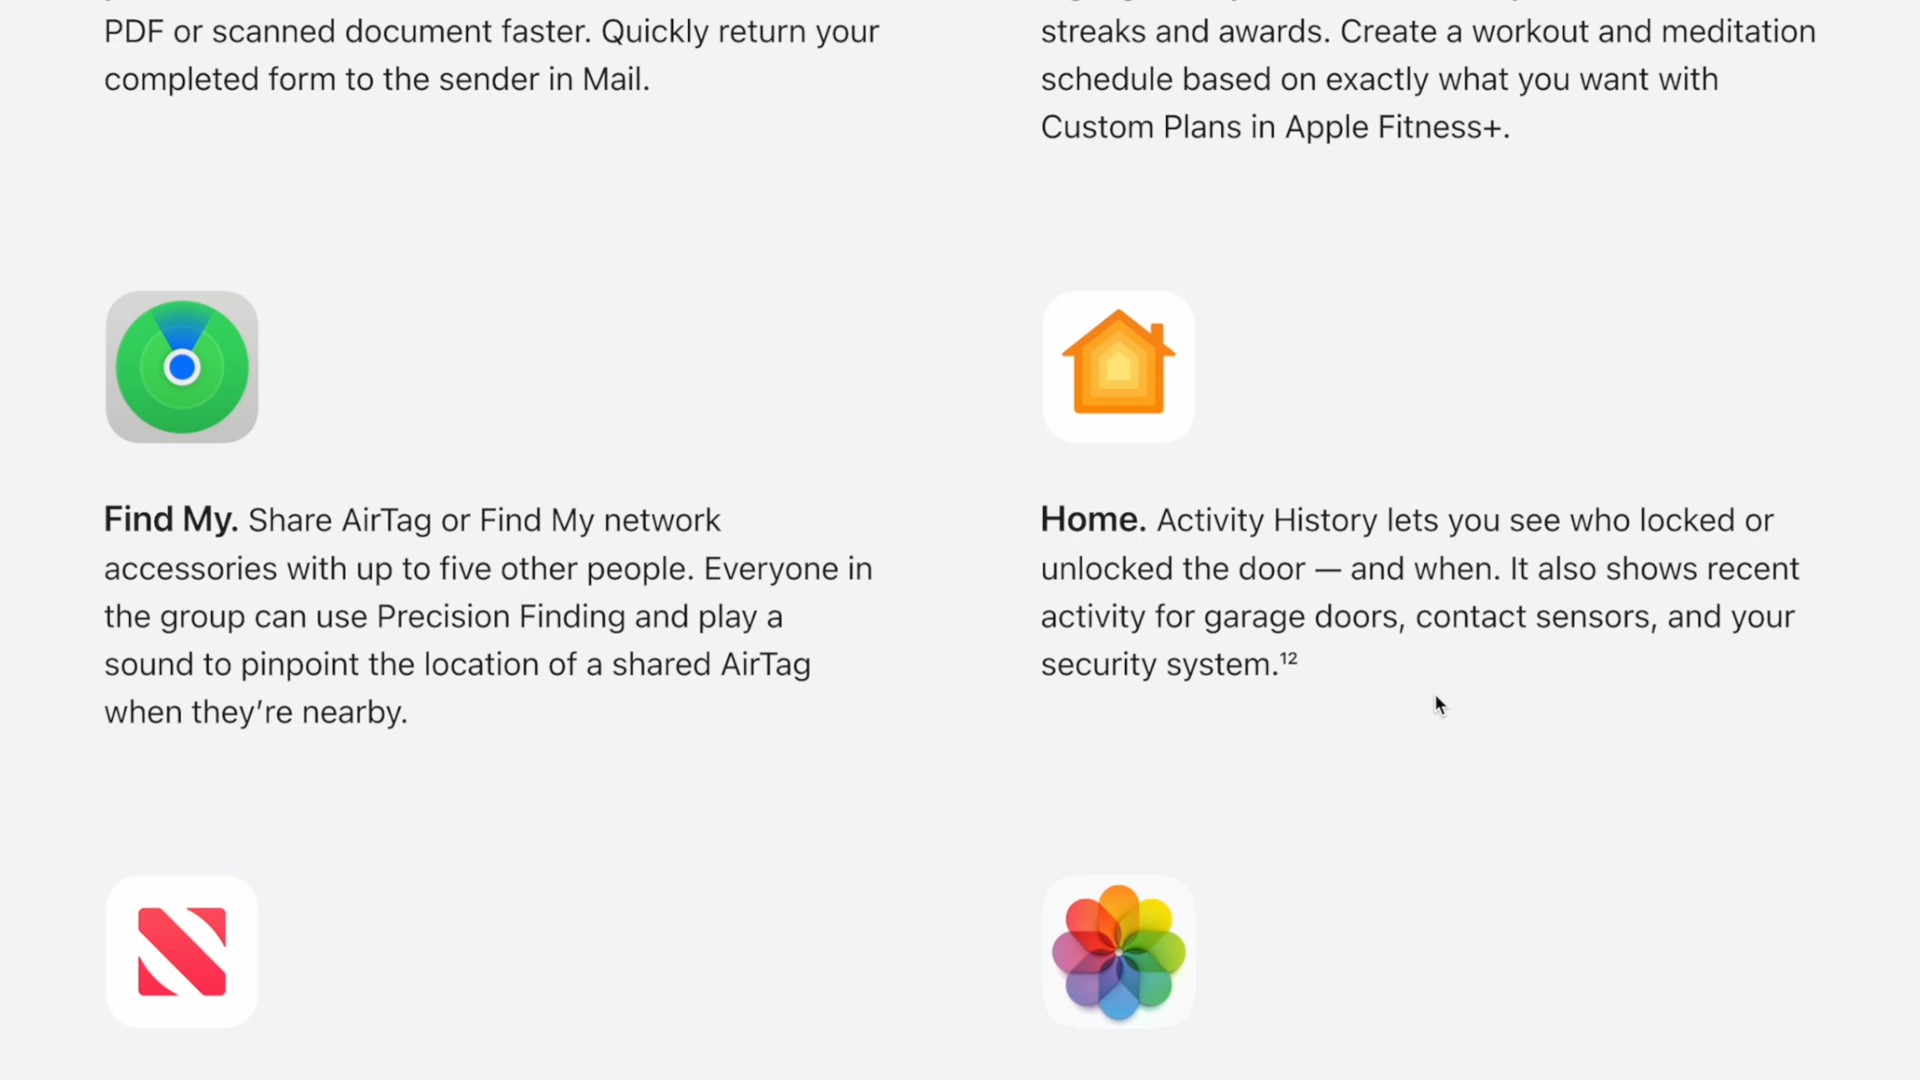 PDF or scanned document faster. Quickly return your
completed form to the sender in Mail.
streaks and awards. Create a workout and meditation
schedule based on exactly what you want with
Custom Plans in Apple Fitness+.
Find My. Share AirTag or Find My network
accessories with up to five other people. Everyone in
the group can use Precision Finding and play a
sound to pinpoint the location of a shared AirTag
when they’re nearby.
Home. Activity History lets you see who locked or
unlocked the door — and when. It also shows recent
activity for garage doors, contact sensors, and your
security system.¹²